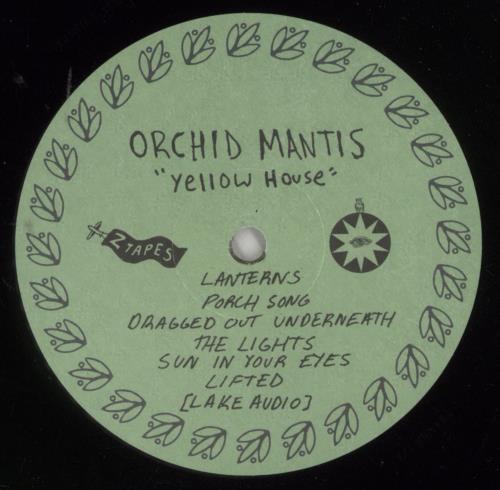 ORCHID MANTIS
"Yellow House"
Z TAPES
LANTERNS
PORCH SONG
DRAGGED OUT UNDERNEATH
THE LIGHTS
SUN IN YOUR EYES
LIFTED
[LAKE AUDIO]